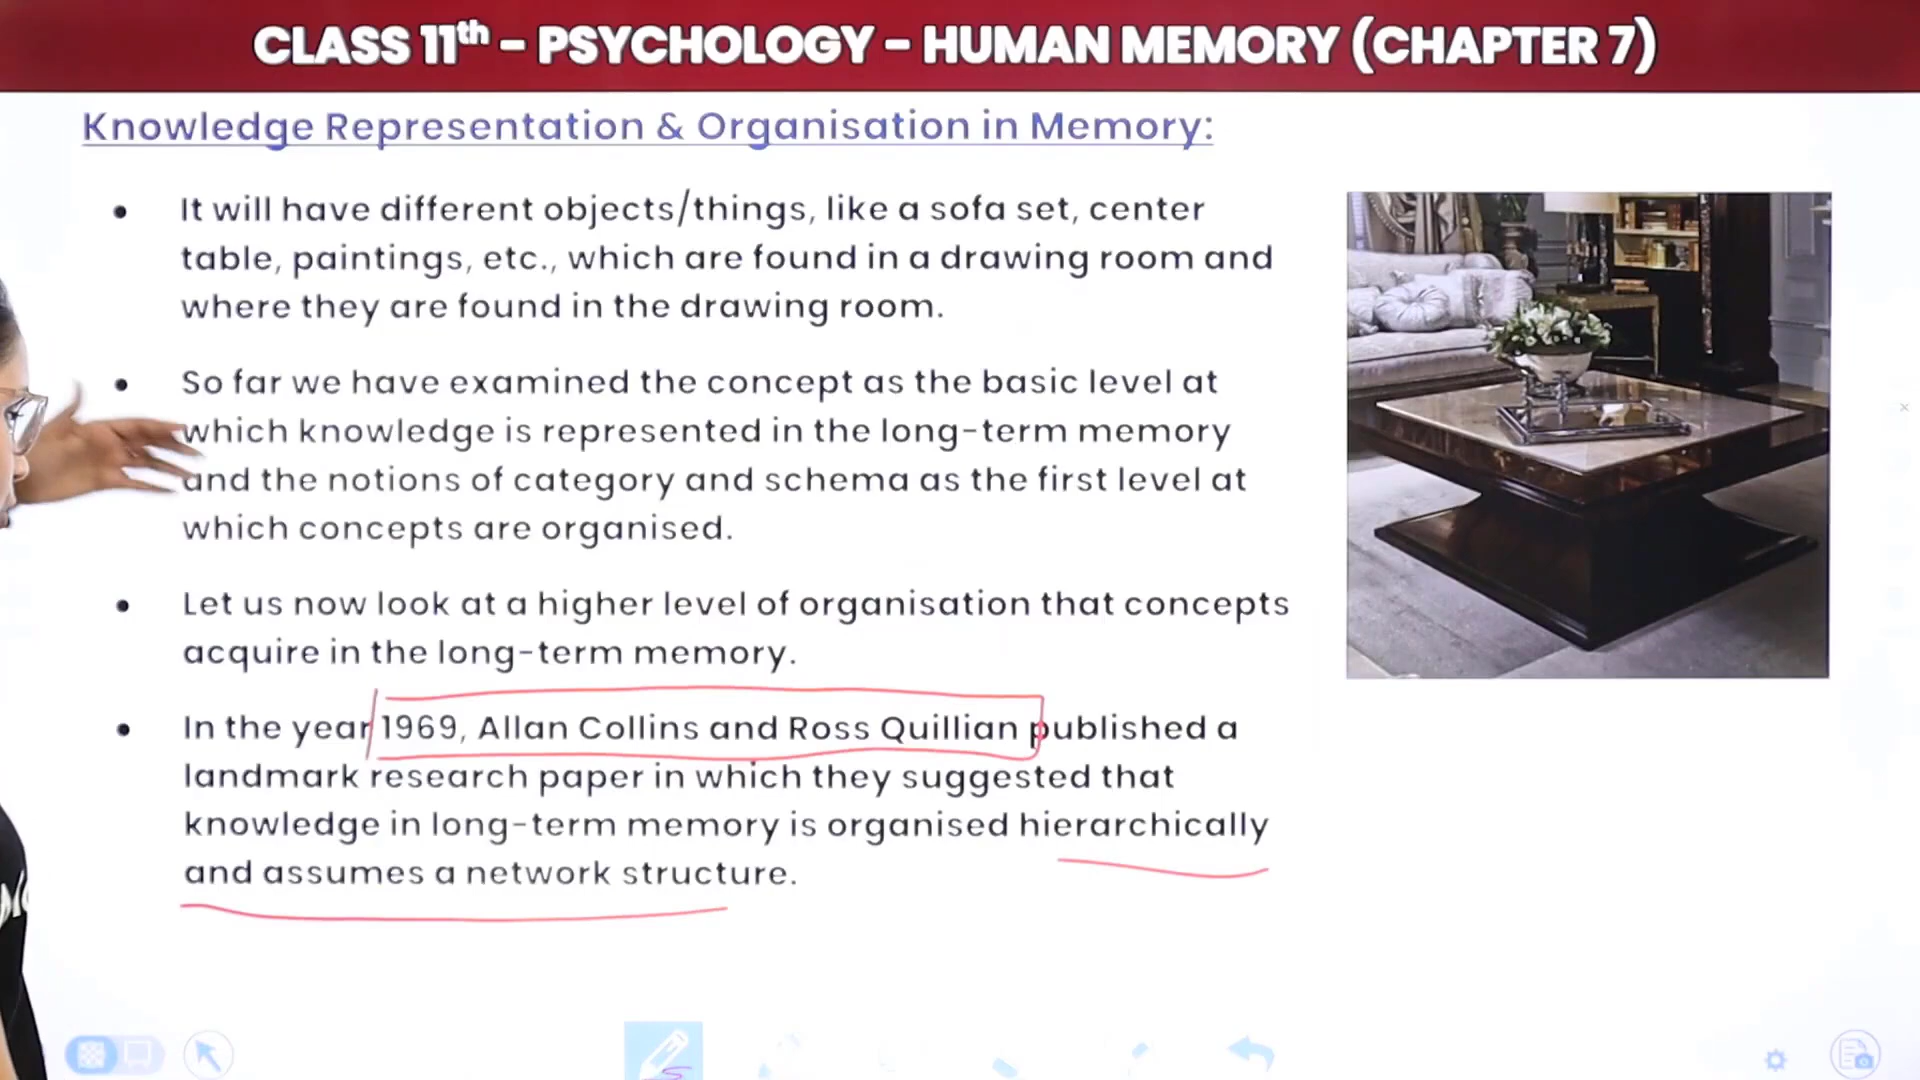 CLASS 11th – PSYCHOLOGY – HUMAN MEMORY (CHAPTER 7)
Knowledge Representation & Organisation in Memory:
• It will have different objects/things, like a sofa set, center
table, paintings, etc., which are found in a drawing room and
where they are found in the drawing room.
• So far we have examined the concept as the basic level at
which knowledge is represented in the long-term memory
and the notions of category and schema as the first level at
which concepts are organised.
• Let us now look at a higher level of organisation that concepts
acquire in the long-term memory.
• In the year 1969, Allan Collins and Ross Quillian published a
landmark research paper in which they suggested that
knowledge in long-term memory is organised hierarchically
and assumes a network structure.